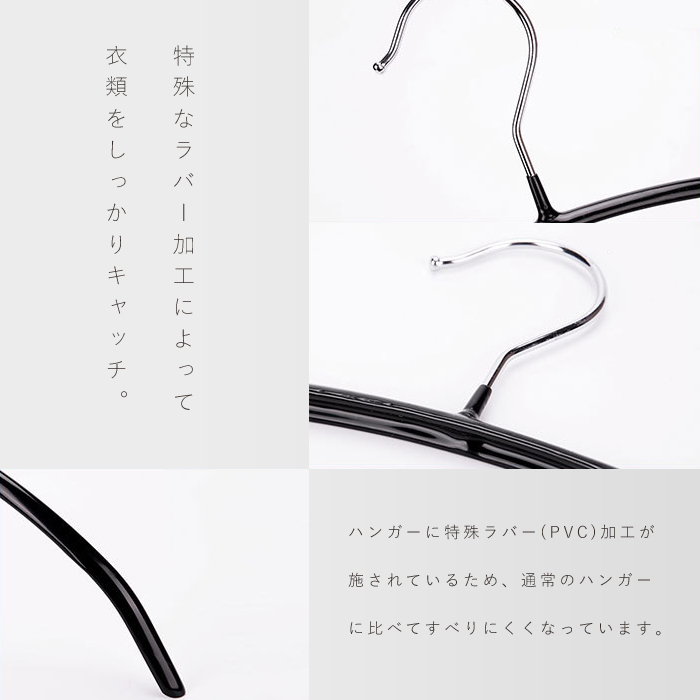 特殊なラバー加工によって
衣類をしっかりキャッチ。
ハンガーに特殊ラバー(PVC)加工が
施されているため、通常のハンガー
に比べてすべりにくくなっています。